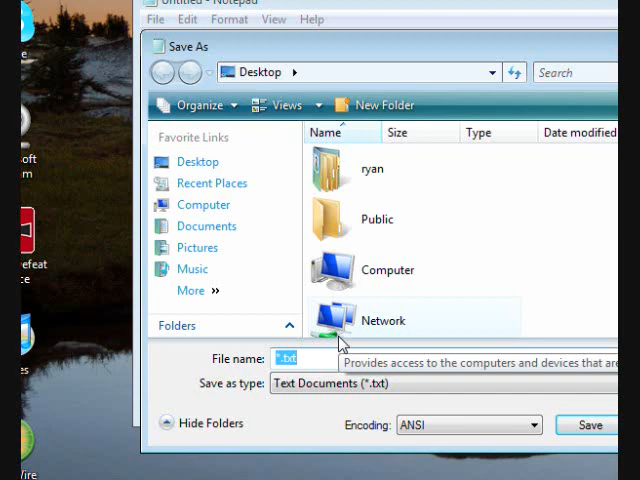 Untitled - Notepad
File Edit Format View Help
Save As
Desktop
Search
Organize Views New Folder
Favorite Links
Name Size Type Date modified
Desktop
Recent Places
Computer
Documents
Pictures
Music
More »
Folders
ryan
Public
Computer
Network
File name: *.txt
Provides access to the computers and devices that are
Save as type: Text Documents (*.txt)
Hide Folders
Encoding: ANSI
Save